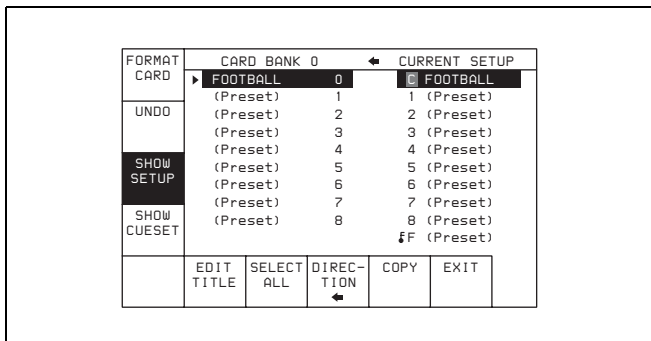 FORMAT CARD
UNDO
SHOW SETUP
SHOW CUESET
CARD BANK 0 ← CURRENT SETUP
▶ FOOTBALL 0 C FOOTBALL
(Preset) 1 1 (Preset)
(Preset) 2 2 (Preset)
(Preset) 3 3 (Preset)
(Preset) 4 4 (Preset)
(Preset) 5 5 (Preset)
(Preset) 6 6 (Preset)
(Preset) 7 7 (Preset)
(Preset) 8 8 (Preset)
F (Preset)
EDIT TITLE
SELECT ALL
DIREC-
TION
←
COPY
EXIT